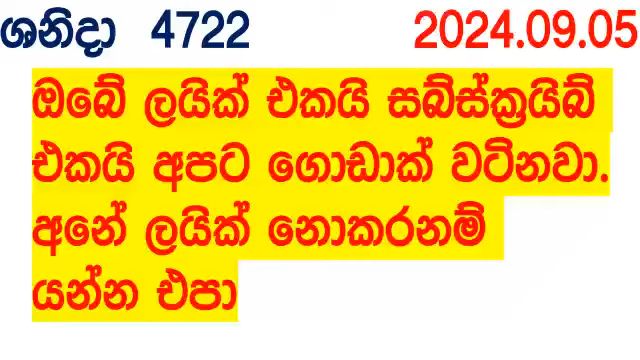 ශනිදා 4722 2024.09.05
ඔබේ ලයික් එකයි සබ්ස්ක්‍රයිබ්
එකයි අපට ගොඩාක් වටිනවා.
අනේ ලයික් නොකරනම්
යන්න එපා